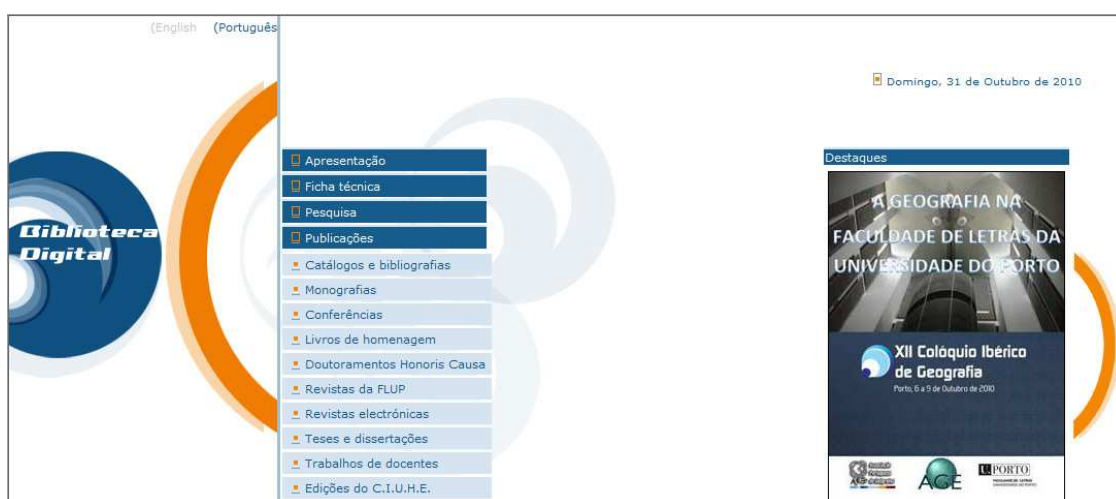 (English (Português
Domingo, 31 de Outubro de 2010
Biblioteca
Digital
Apresentação
Ficha técnica
Pesquisa
Publicações
Catálogos e bibliografias
Monografias
Conferências
Livros de homenagem
Doutoramentos Honoris Causa
Revistas da FLUP
Revistas electrónicas
Teses e dissertações
Trabalhos de docentes
Edições do C.I.U.H.E.
Destaques
A GEOGRAFIA NA
FACULDADE DE LETRAS DA
UNIVERSIDADE DO PORTO
XII Colóquio Ibérico
de Geografia
Porto, 6 a 9 de Outubro de 2010
AGE
U.PORTO